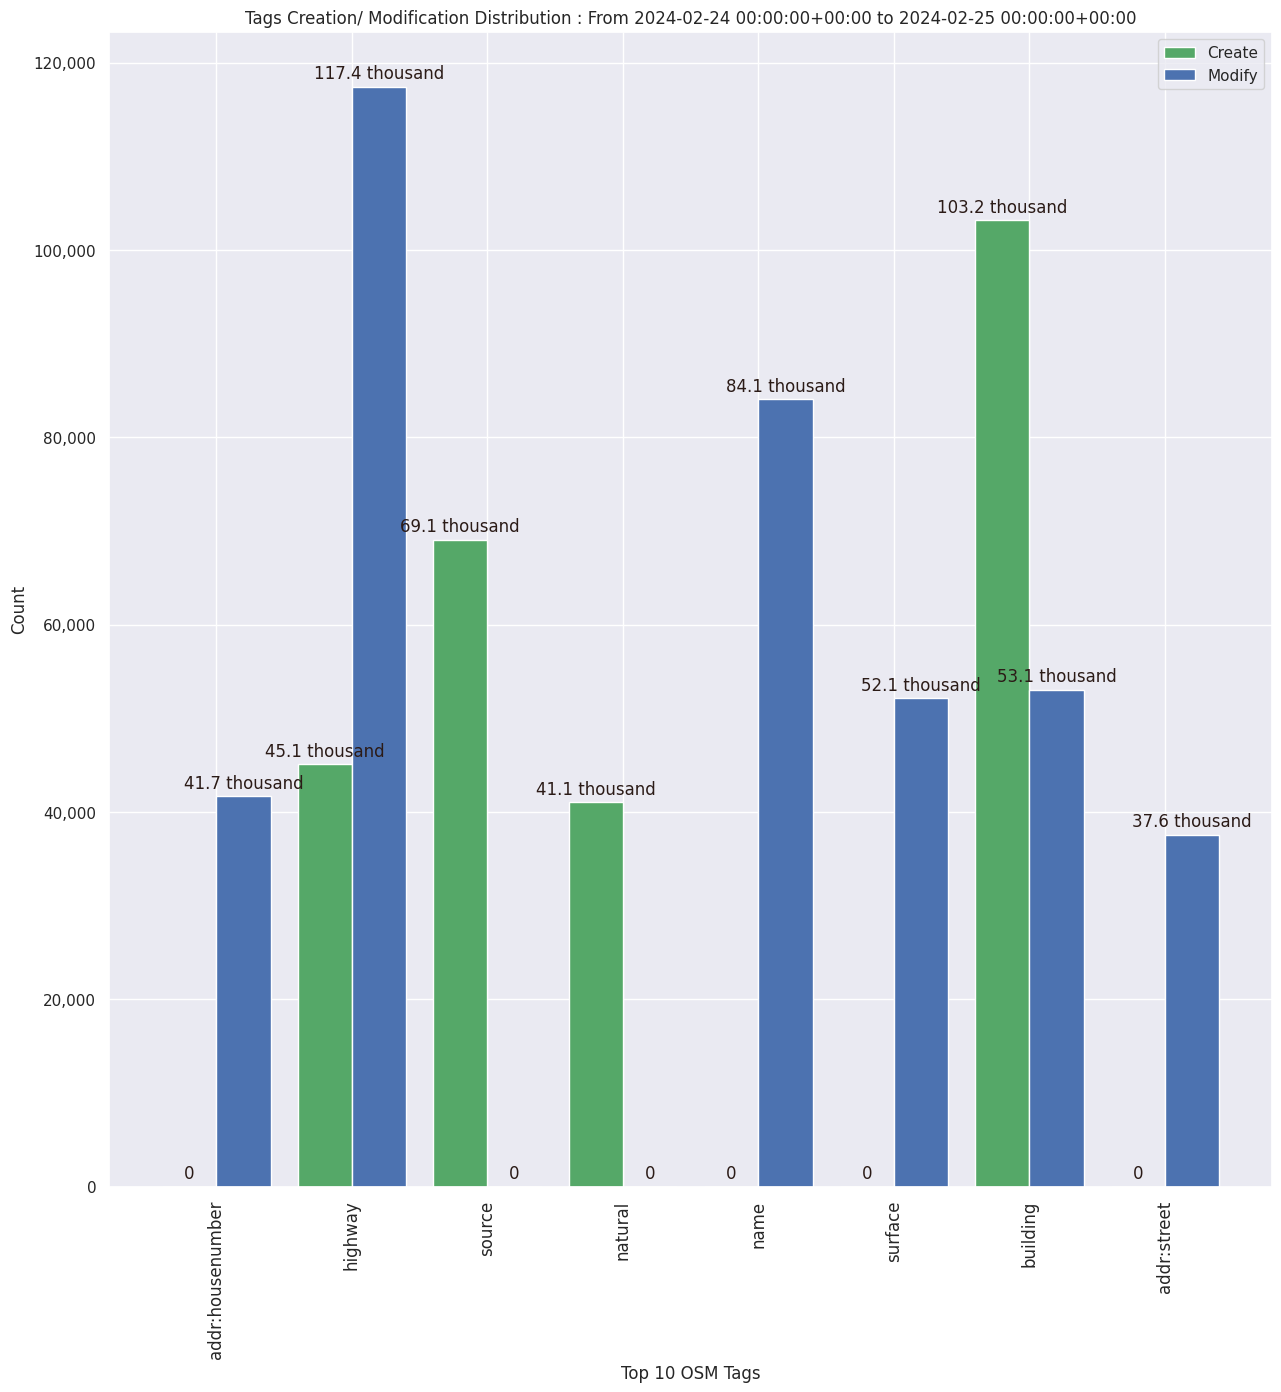 Tags Creation/ Modification Distribution : From 2024-02-24 00:00:00+00:00 to 2024-02-25 00:00:00+00:00
Create
Modify
120,000
100,000
80,000
60,000
40,000
20,000
0
Count
117.4 thousand
103.2 thousand
84.1 thousand
69.1 thousand
53.1 thousand
52.1 thousand
45.1 thousand
41.7 thousand
41.1 thousand
37.6 thousand
0
0
0
0
0
0
addr:housenumber
highway
source
natural
name
surface
building
addr:street
Top 10 OSM Tags